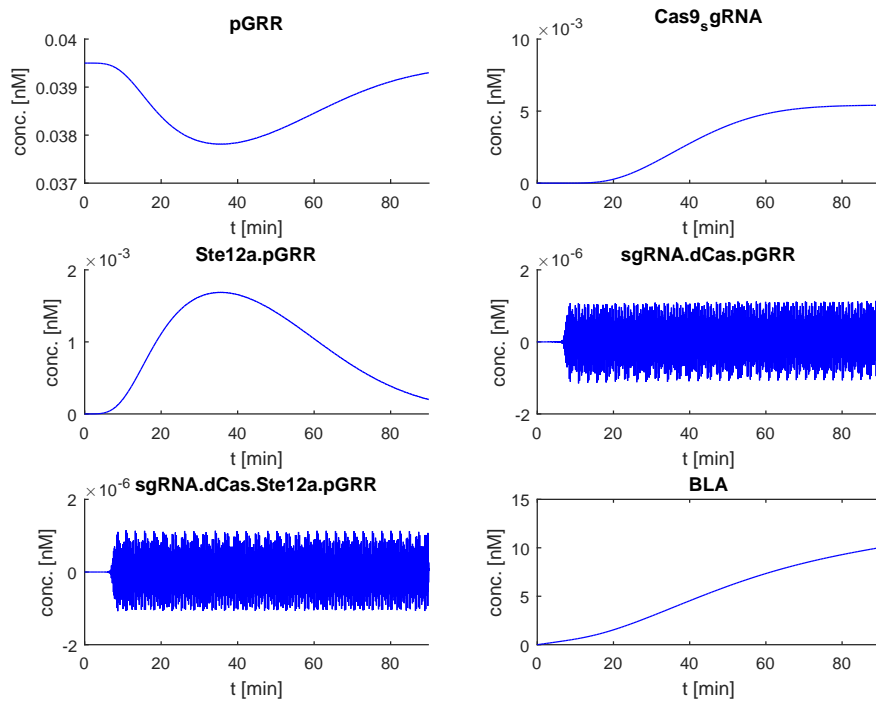 pGRR
conc. [nM]
0.04
0.039
0.038
0.037
0 20 40 60 80
t [min]
Cas9_sgRNA
×10^-3
conc. [nM]
10
5
0
0 20 40 60 80
t [min]
Ste12a.pGRR
×10^-3
conc. [nM]
2
1
0
0 20 40 60 80
t [min]
sgRNA.dCas.pGRR
×10^-6
conc. [nM]
2
0
-2
0 20 40 60 80
t [min]
sgRNA.dCas.Ste12a.pGRR
×10^-6
conc. [nM]
2
0
-2
0 20 40 60 80
t [min]
BLA
conc. [nM]
15
10
5
0
0 20 40 60 80
t [min]